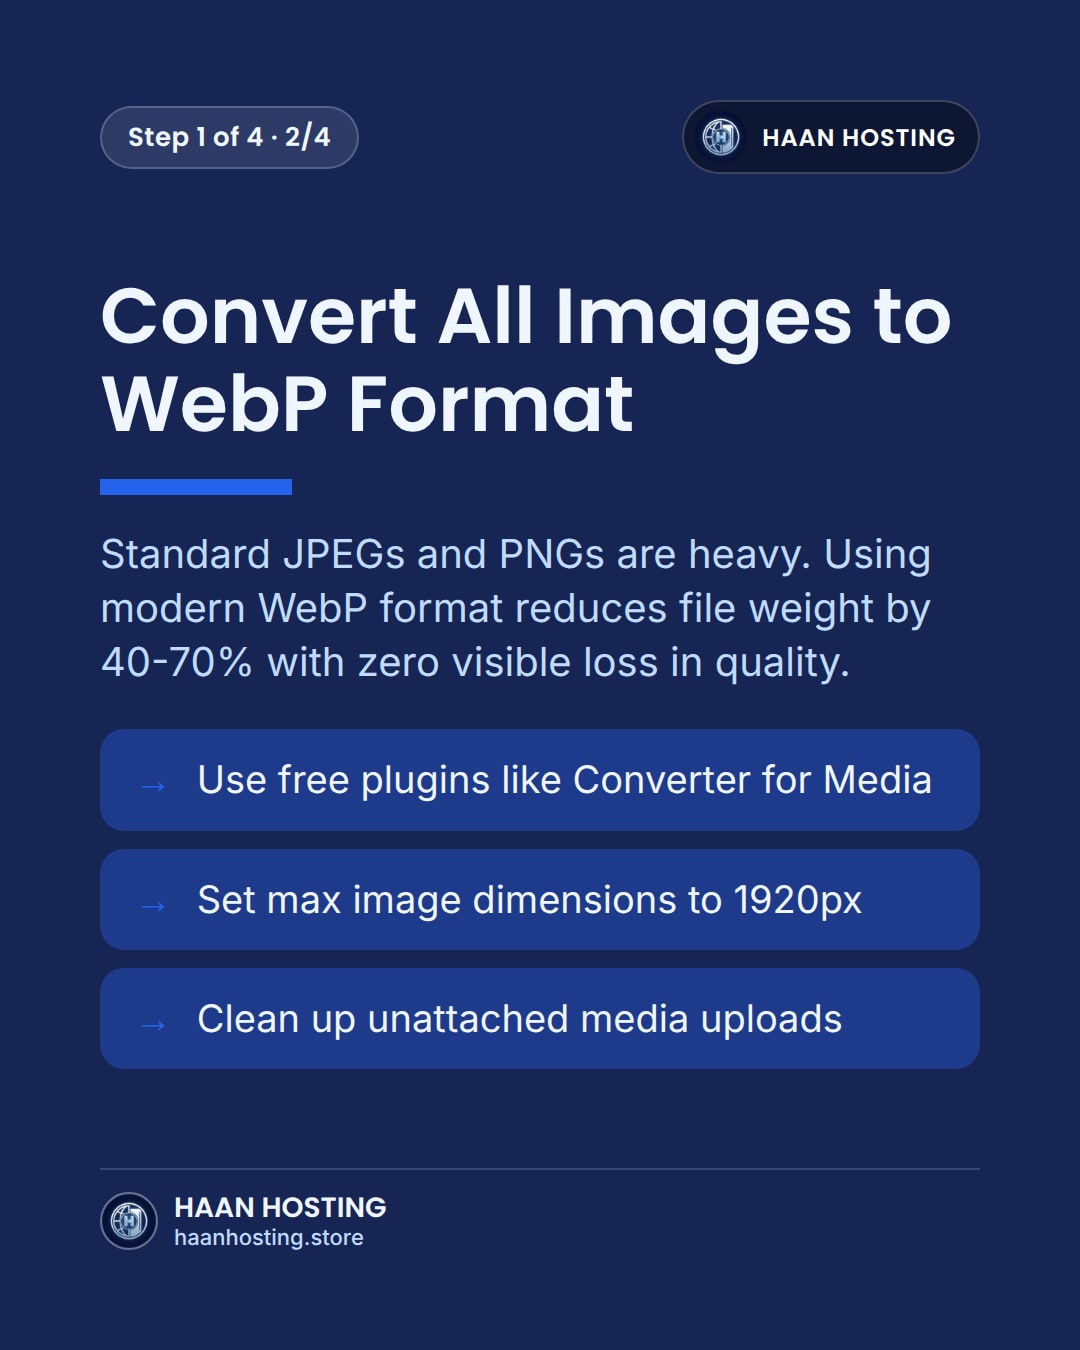 Step 1 of 4 · 2/4
H HAAN HOSTING
Convert All Images to
WebP Format
Standard JPEGs and PNGs are heavy. Using
modern WebP format reduces file weight by
40-70% with zero visible loss in quality.
→ Use free plugins like Converter for Media
→ Set max image dimensions to 1920px
→ Clean up unattached media uploads
H HAAN HOSTING
haanhosting.store